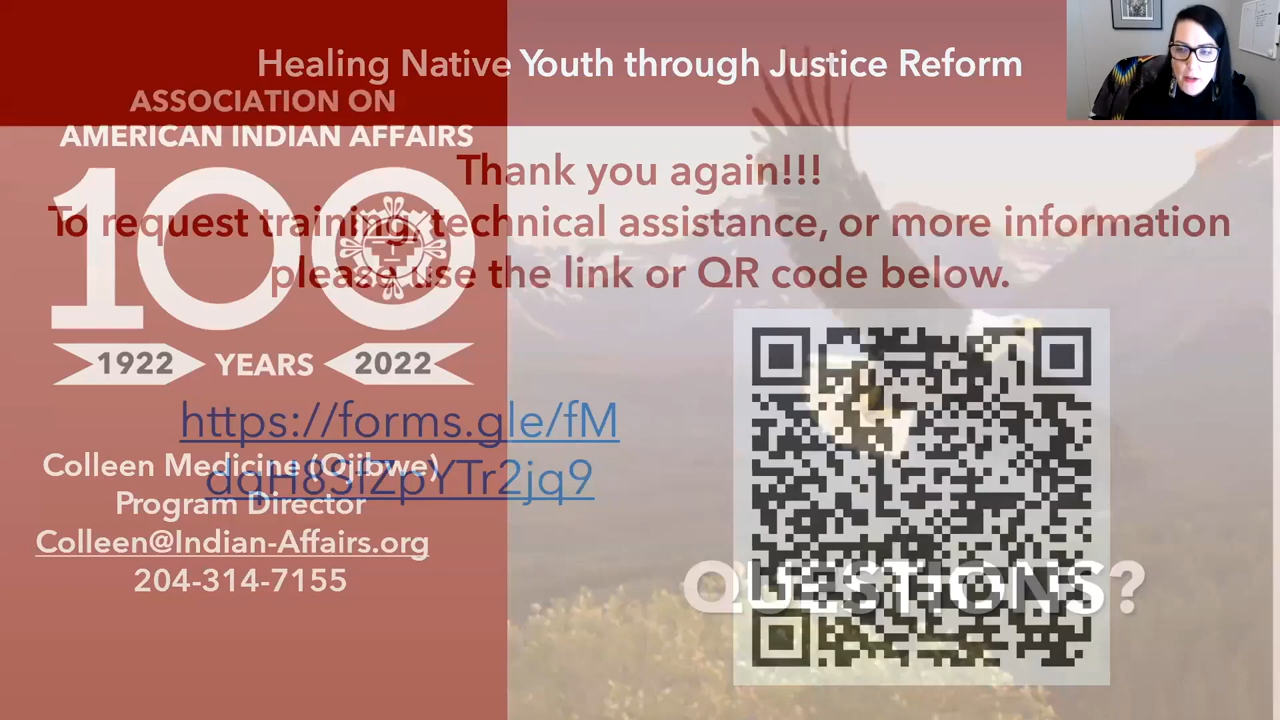 Healing Native Youth through Justice Reform
ASSOCIATION ON
AMERICAN INDIAN AFFAIRS
100
1922 YEARS 2022
Thank you again!!!
To request training, technical assistance, or more information
please use the link or QR code below.
https://forms.gle/fM
dqH8SfZpYTr2jq9
Colleen Medicine (Ojibwe)
Program Director
Colleen@Indian-Affairs.org
204-314-7155
QUESTIONS?